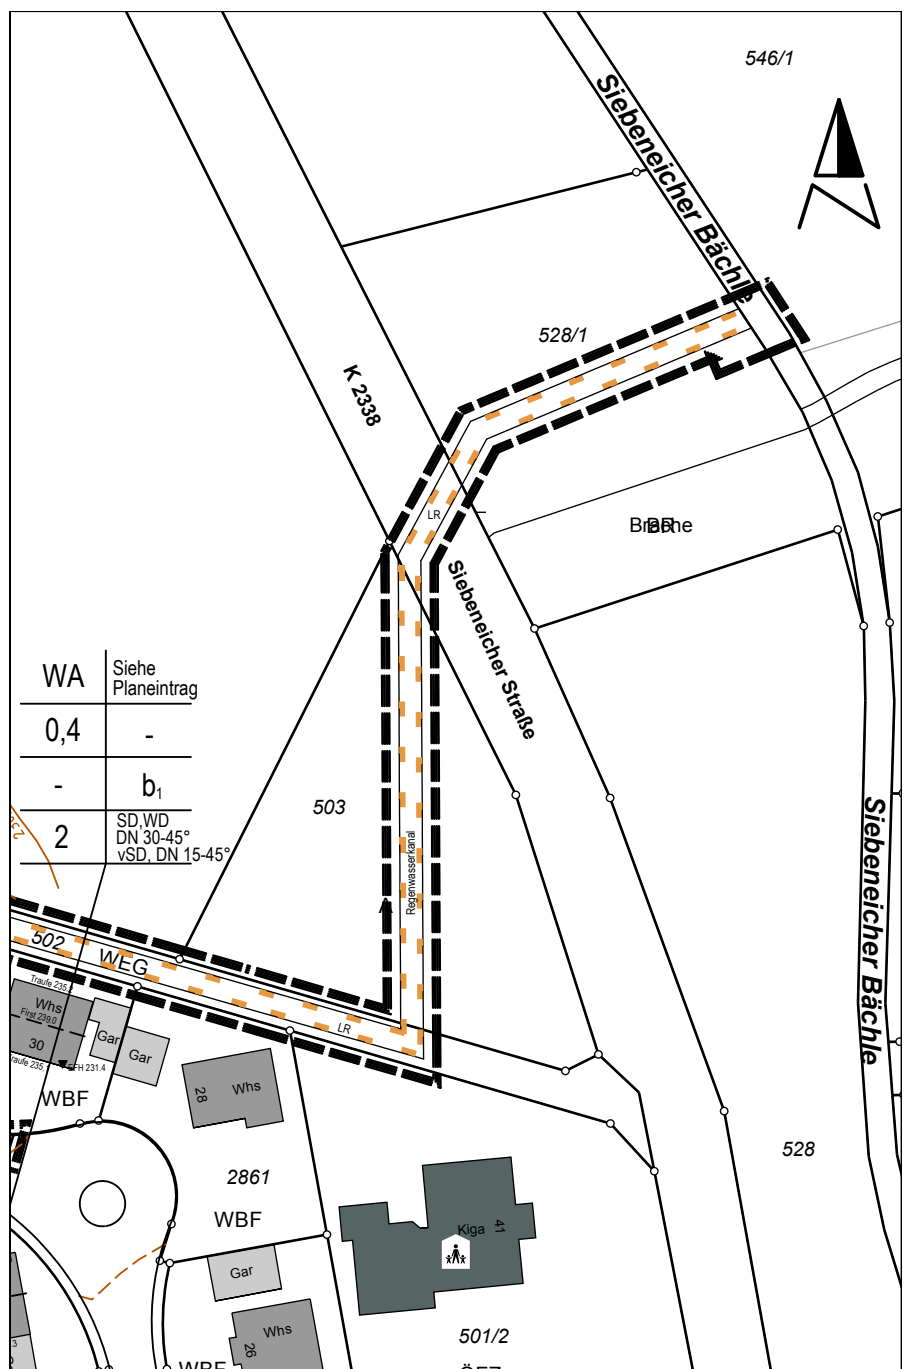 546/1
Siebeneicher Bächle
528/1
K 2338
LR
Brache
BR
Siebeneicher Straße
WA
Siehe
Planeintrag
0,4
-
-
b₁
2
SD,WD
DN 30-45°
vSD, DN 15-45°
503
Regenwasserkanal
Siebeneicher Bächle
502
WEG
LR
Traufe 235.
Whs
First 239.0
30
Traufe 235.
EFH 231.4
Gar
Gar
WBF
28
Whs
2861
WBF
528
Kiga
41
Gar
Whs
26
501/2
WBF